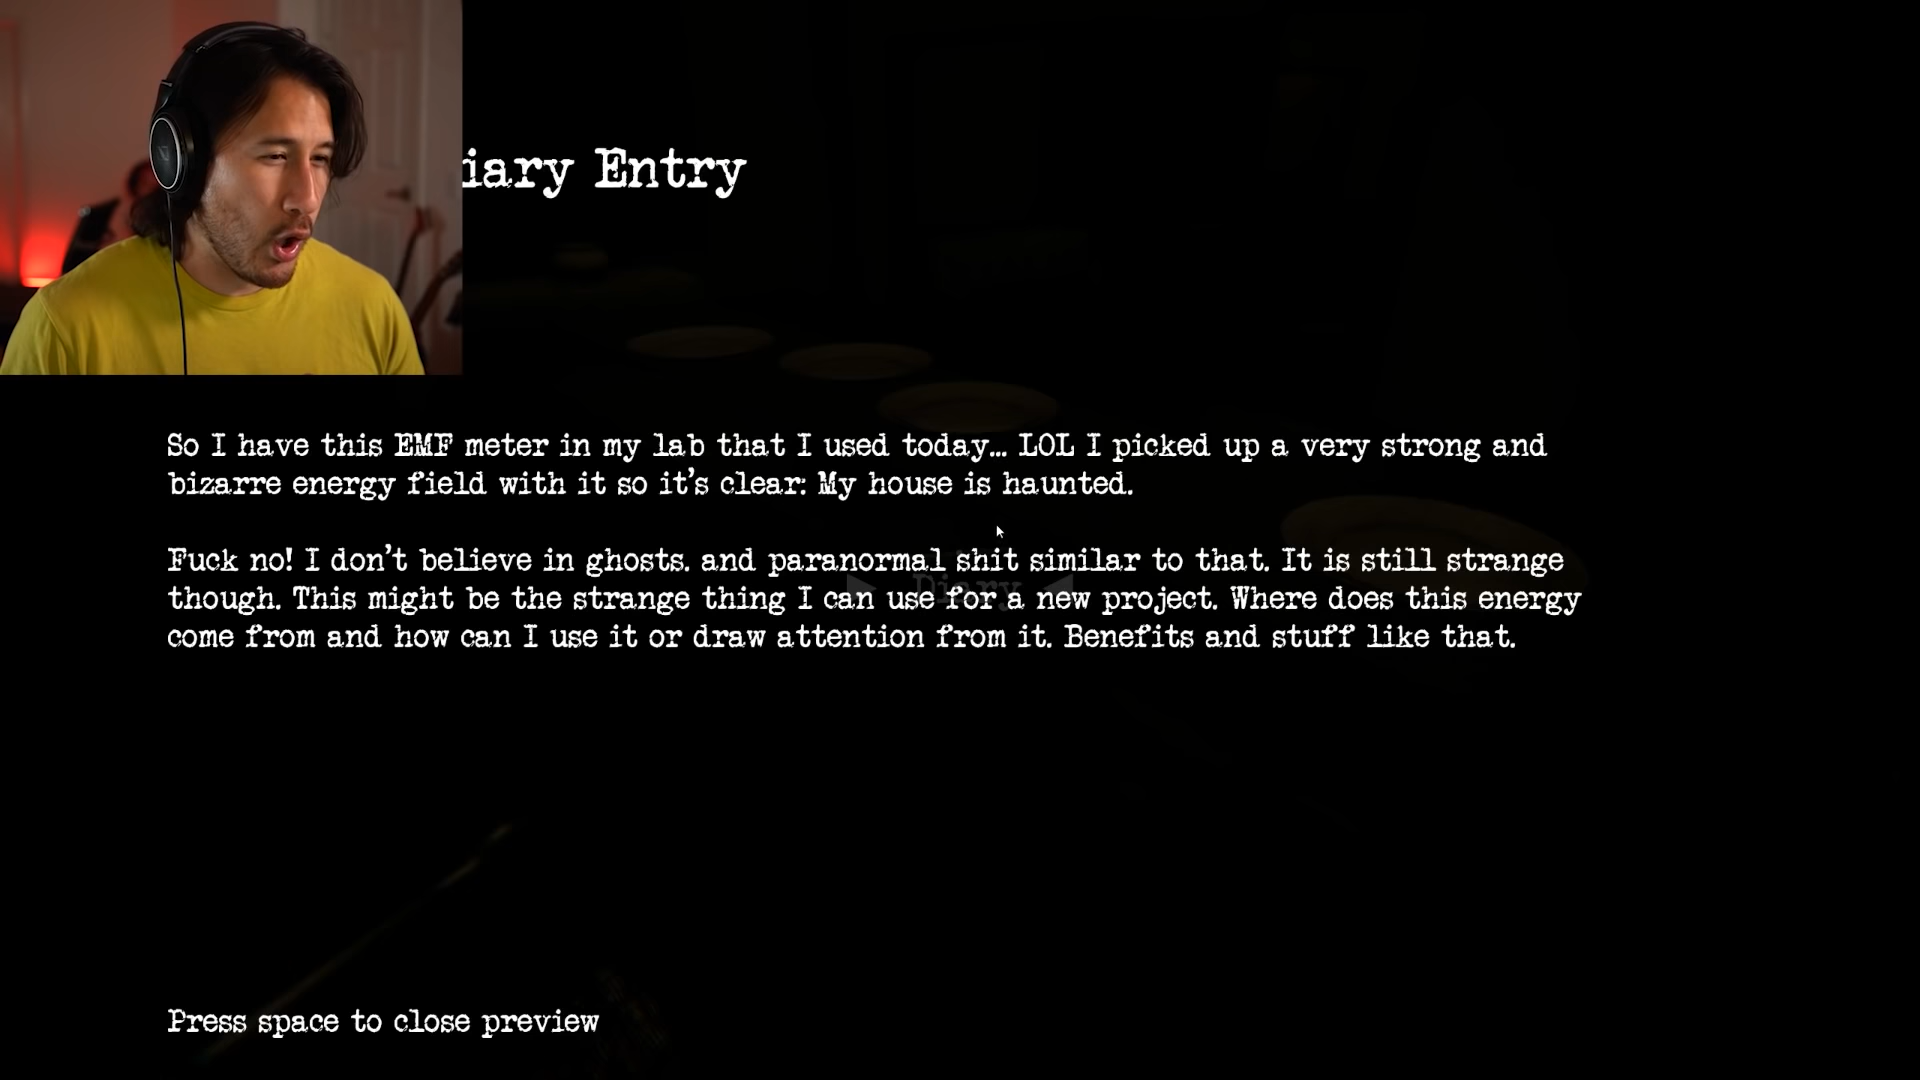 iary Entry
So I have this EMF meter in my lab that I used today... LOL I picked up a very strong and
bizarre energy field with it so it's clear: My house is haunted.
Fuck no! I don't believe in ghosts. and paranormal shit similar to that. It is still strange
Diary
though. This might be the strange thing I can use for a new project. Where does this energy
come from and how can I use it or draw attention from it. Benefits and stuff like that.
Press space to close preview